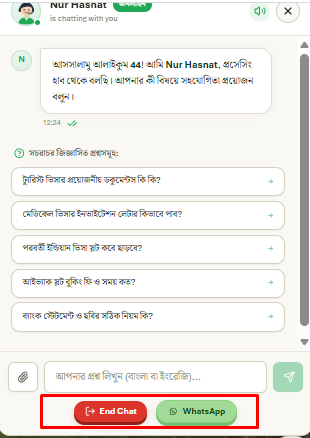 Nur Hasnat অনলাইন
is chatting with you
N
আসসালামু আলাইকুম 44! আমি Nur Hasnat, প্রসেসিং
হাব থেকে বলছি। আপনার কী বিষয়ে সহযোগিতা প্রয়োজন
বলুন।
12:24
সচরাচর জিজ্ঞাসিত প্রশ্নসমূহ:
ট্যুরিস্ট ভিসার প্রয়োজনীয় ডকুমেন্টস কি কি?
মেডিকেল ভিসার ইনভাইটেশন লেটার কিভাবে পাব?
পরবর্তী ইন্ডিয়ান ভিসা স্লট কবে ছাড়বে?
আইভ্যাক স্লট বুকিং ফি ও সময় কত?
ব্যাংক স্টেটমেন্ট ও ছবির সঠিক নিয়ম কি?
আপনার প্রশ্ন লিখুন (বাংলা বা ইংরেজি)...
End Chat
WhatsApp